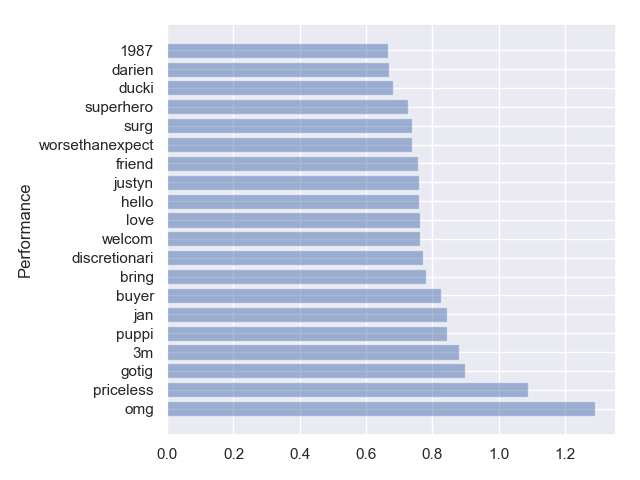 1987
darien
ducki
superhero
surg
worsethanexpect
friend
justyn
hello
love
welcom
discretionari
bring
buyer
jan
puppi
3m
gotig
priceless
omg
Performance
0.0 0.2 0.4 0.6 0.8 1.0 1.2